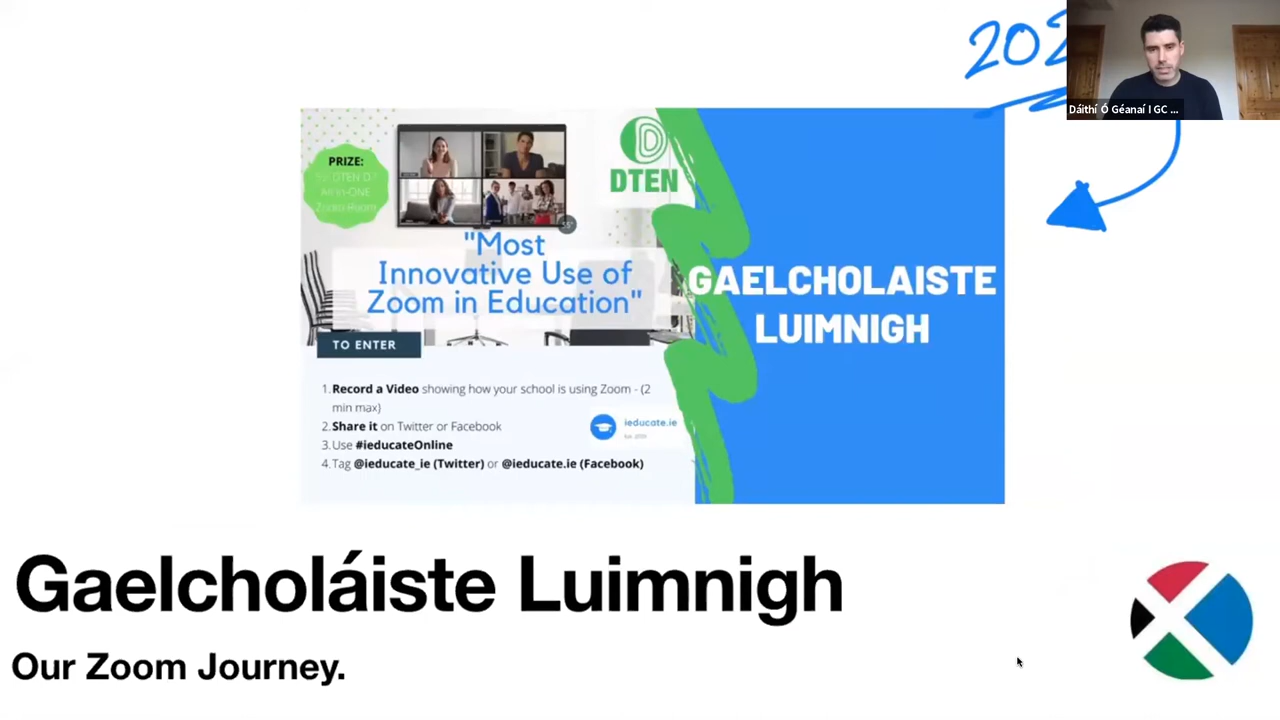 Dáithí Ó Géanaí I GC ...
PRIZE:
DTEN
"Most
Innovative Use of
Zoom in Education"
GAELCHOLAISTE
LUIMNIGH
TO ENTER
1. Record a Video showing how your school is using Zoom - (2
min max)
2. Share it on Twitter or Facebook
3. Use #ieducateOnline
4. Tag @ieducate_ie (Twitter) or @ieducate.ie (Facebook)
ieducate.ie
Gaelcholáiste Luimnigh
Our Zoom Journey.